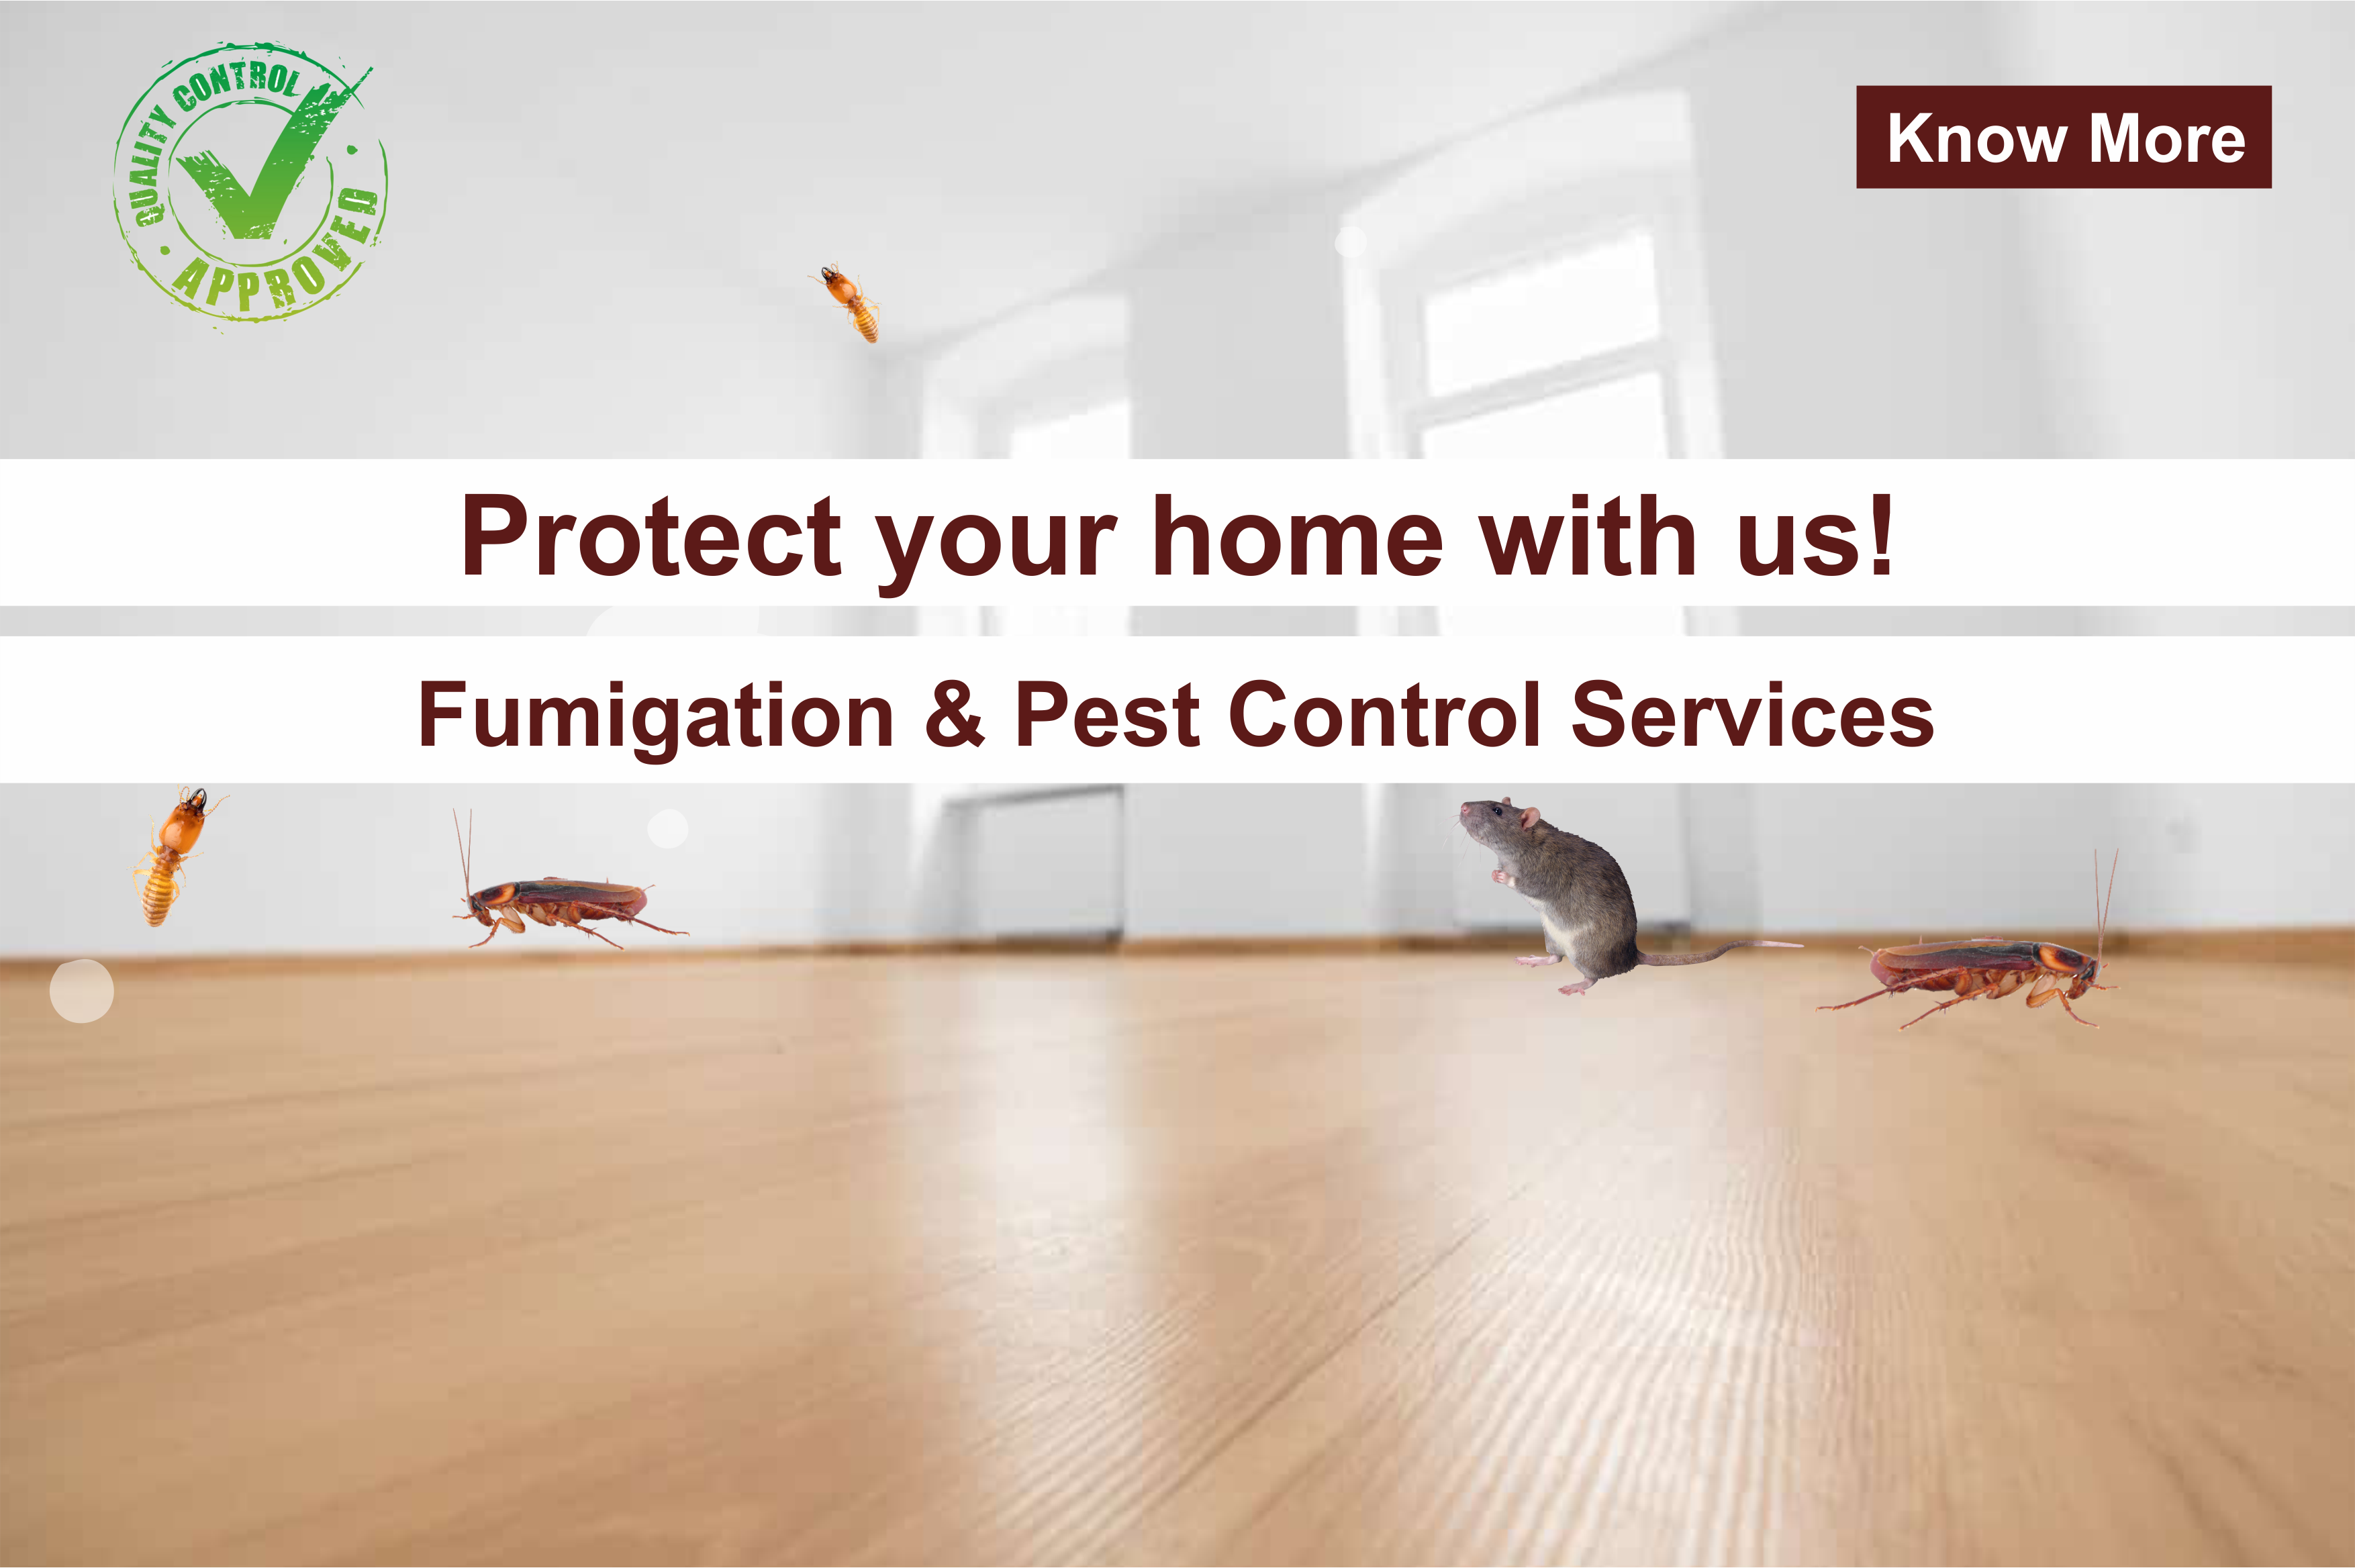 QUALITY CONTROL
APPROVED
Know More
Protect your home with us!
Fumigation & Pest Control Services